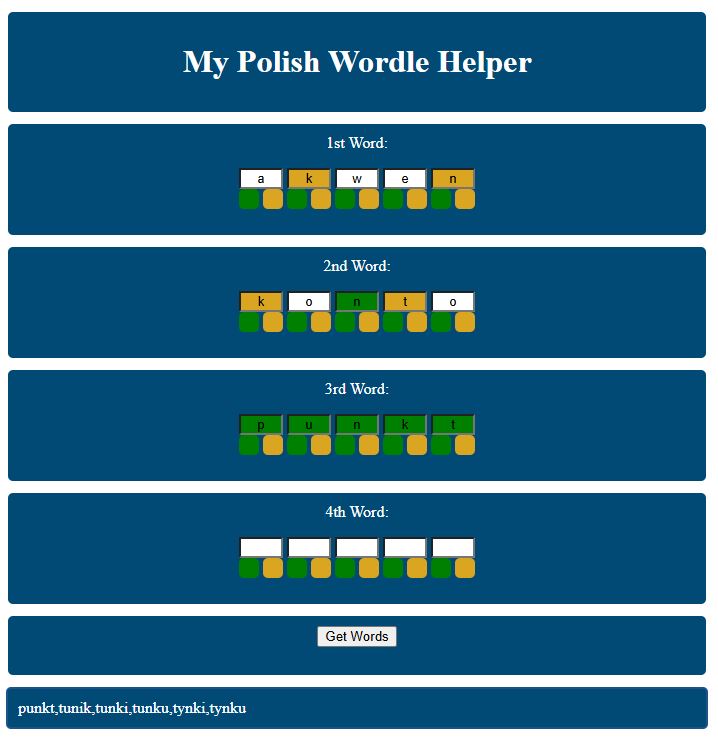 My Polish Wordle Helper
1st Word:
a k w e n
2nd Word:
k o n t o
3rd Word:
p u n k t
4th Word:
Get Words
punkt,tunik,tunki,tunku,tynki,tynku